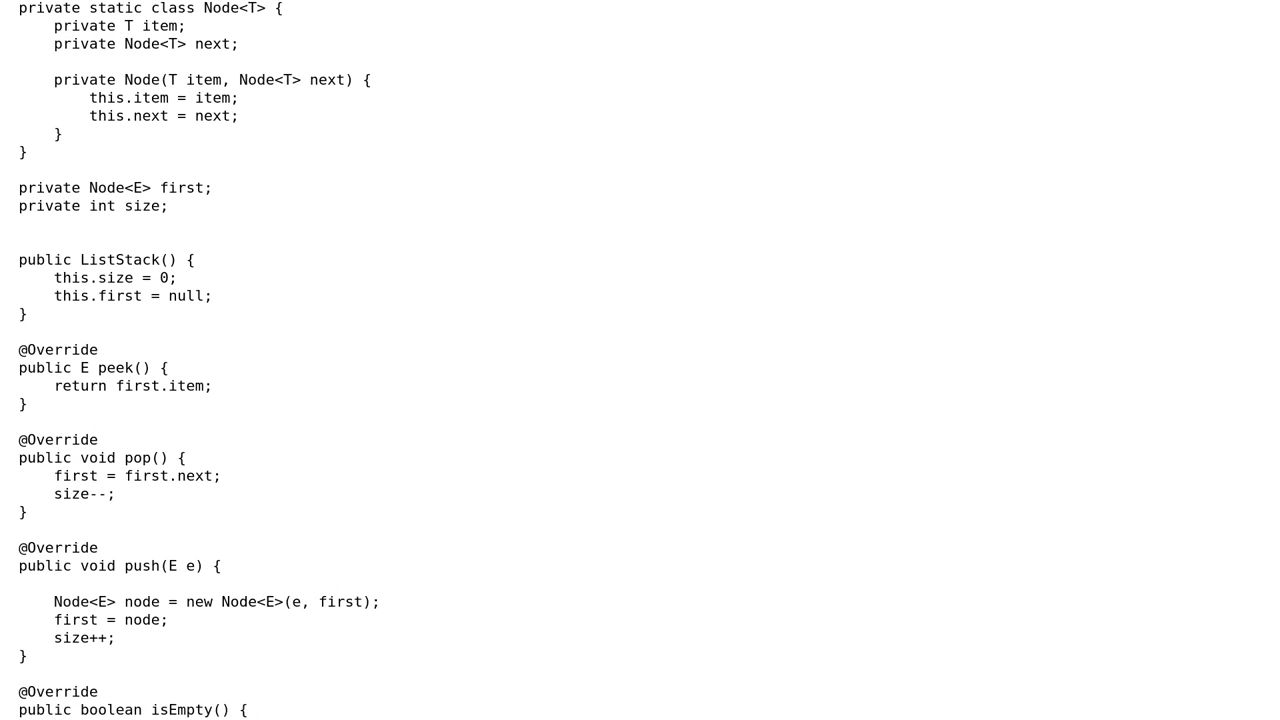 private static class Node<T> {
    private T item;
    private Node<T> next;

    private Node(T item, Node<T> next) {
        this.item = item;
        this.next = next;
    }
}

private Node<E> first;
private int size;


public ListStack() {
    this.size = 0;
    this.first = null;
}

@Override
public E peek() {
    return first.item;
}

@Override
public void pop() {
    first = first.next;
    size--;
}

@Override
public void push(E e) {

    Node<E> node = new Node<E>(e, first);
    first = node;
    size++;
}

@Override
public boolean isEmpty() {